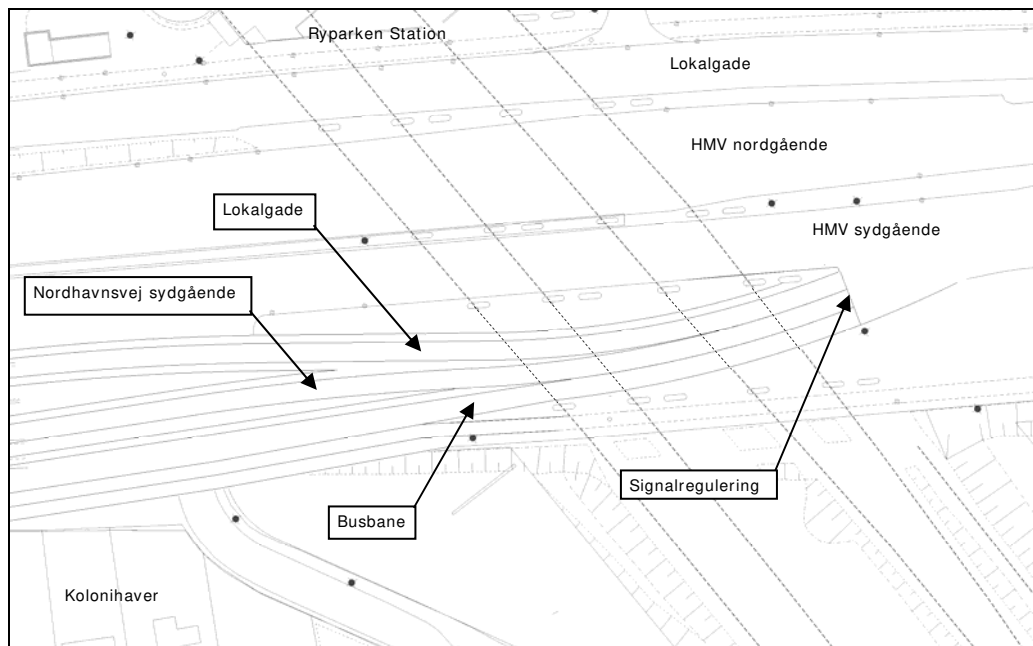 Ryparken Station
Lokalgade
HMV nordgående
Lokalgade
HMV sydgående
Nordhavnsvej sydgående
Signalregulering
Busbane
Kolonihaver